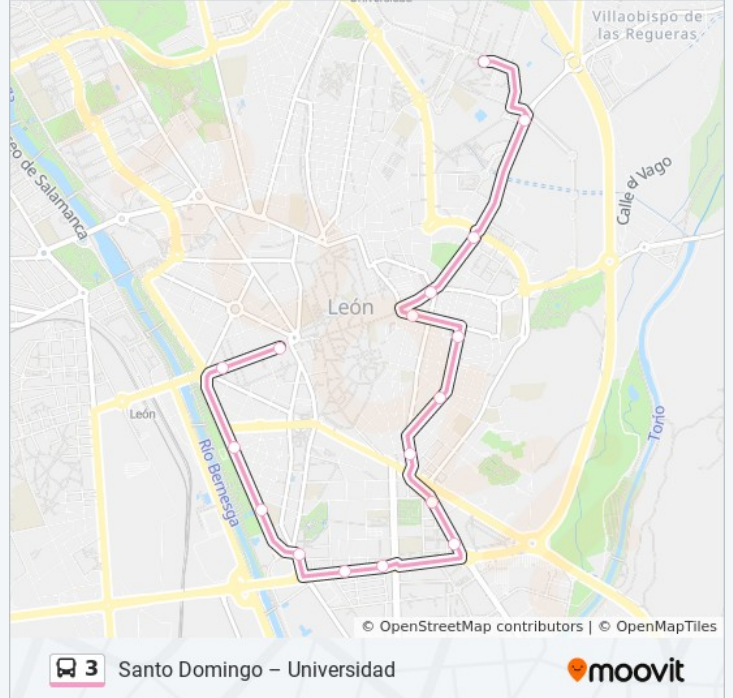 Villaobispo de
las Regueras
eo de Salamanca
Calle el Vago
León
León
Río Bernesga
Torío
© OpenStreetMap contributors | © OpenMapTiles
3 Santo Domingo – Universidad
moovit